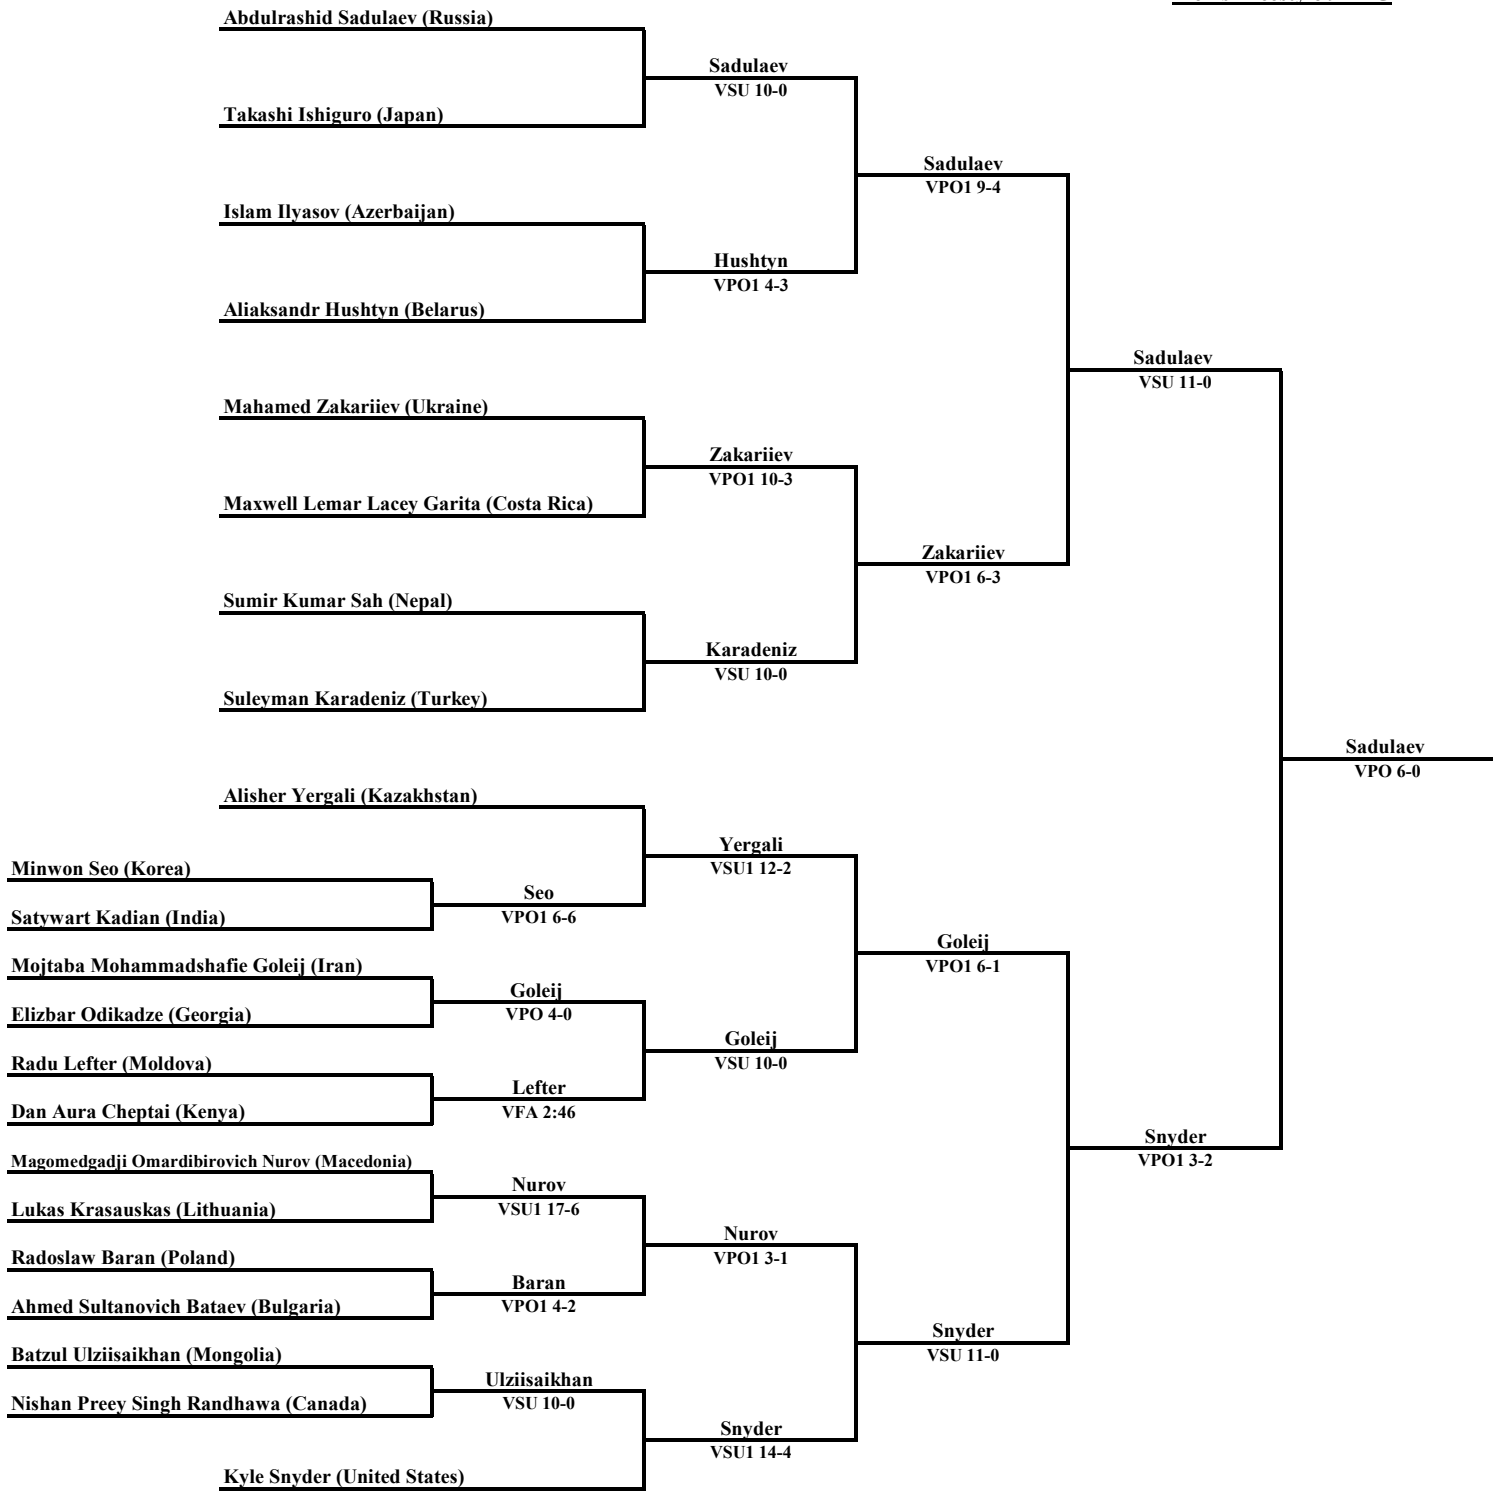 Abdulrashid Sadulaev (Russia)
Sadulaev
VSU 10-0
Takashi Ishiguro (Japan)
Sadulaev
VPO1 9-4
Islam Ilyasov (Azerbaijan)
Hushtyn
VPO1 4-3
Aliaksandr Hushtyn (Belarus)
Sadulaev
VSU 11-0
Mahamed Zakariiev (Ukraine)
Zakariiev
VPO1 10-3
Maxwell Lemar Lacey Garita (Costa Rica)
Zakariiev
VPO1 6-3
Sumir Kumar Sah (Nepal)
Karadeniz
VSU 10-0
Suleyman Karadeniz (Turkey)
Sadulaev
VPO 6-0
Alisher Yergali (Kazakhstan)
Yergali
VSU1 12-2
Minwon Seo (Korea)
Seo
VPO1 6-6
Satywart Kadian (India)
Goleij
VPO1 6-1
Mojtaba Mohammadshafie Goleij (Iran)
Goleij
VPO 4-0
Elizbar Odikadze (Georgia)
Goleij
VSU 10-0
Radu Lefter (Moldova)
Lefter
VFA 2:46
Dan Aura Cheptai (Kenya)
Snyder
VPO1 3-2
Magomedgadji Omardibirovich Nurov (Macedonia)
Nurov
VSU1 17-6
Lukas Krasauskas (Lithuania)
Nurov
VPO1 3-1
Radoslaw Baran (Poland)
Baran
VPO1 4-2
Ahmed Sultanovich Bataev (Bulgaria)
Snyder
VSU 11-0
Batzul Ulziisaikhan (Mongolia)
Ulziisaikhan
VSU 10-0
Nishan Preey Singh Randhawa (Canada)
Snyder
VSU1 14-4
Kyle Snyder (United States)